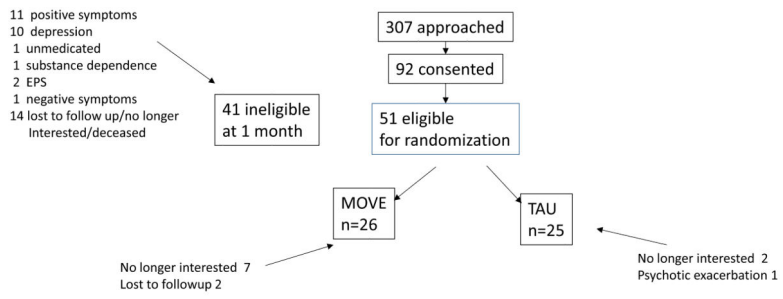 11 positive symptoms
10 depression
1 unmedicated
1 substance dependence
2 EPS
1 negative symptoms
14 lost to follow up/no longer
Interested/deceased
41 ineligible
at 1 month
307 approached
92 consented
51 eligible
for randomization
MOVE
n=26
TAU
n=25
No longer interested 7
Lost to followup 2
No longer interested 2
Psychotic exacerbation 1